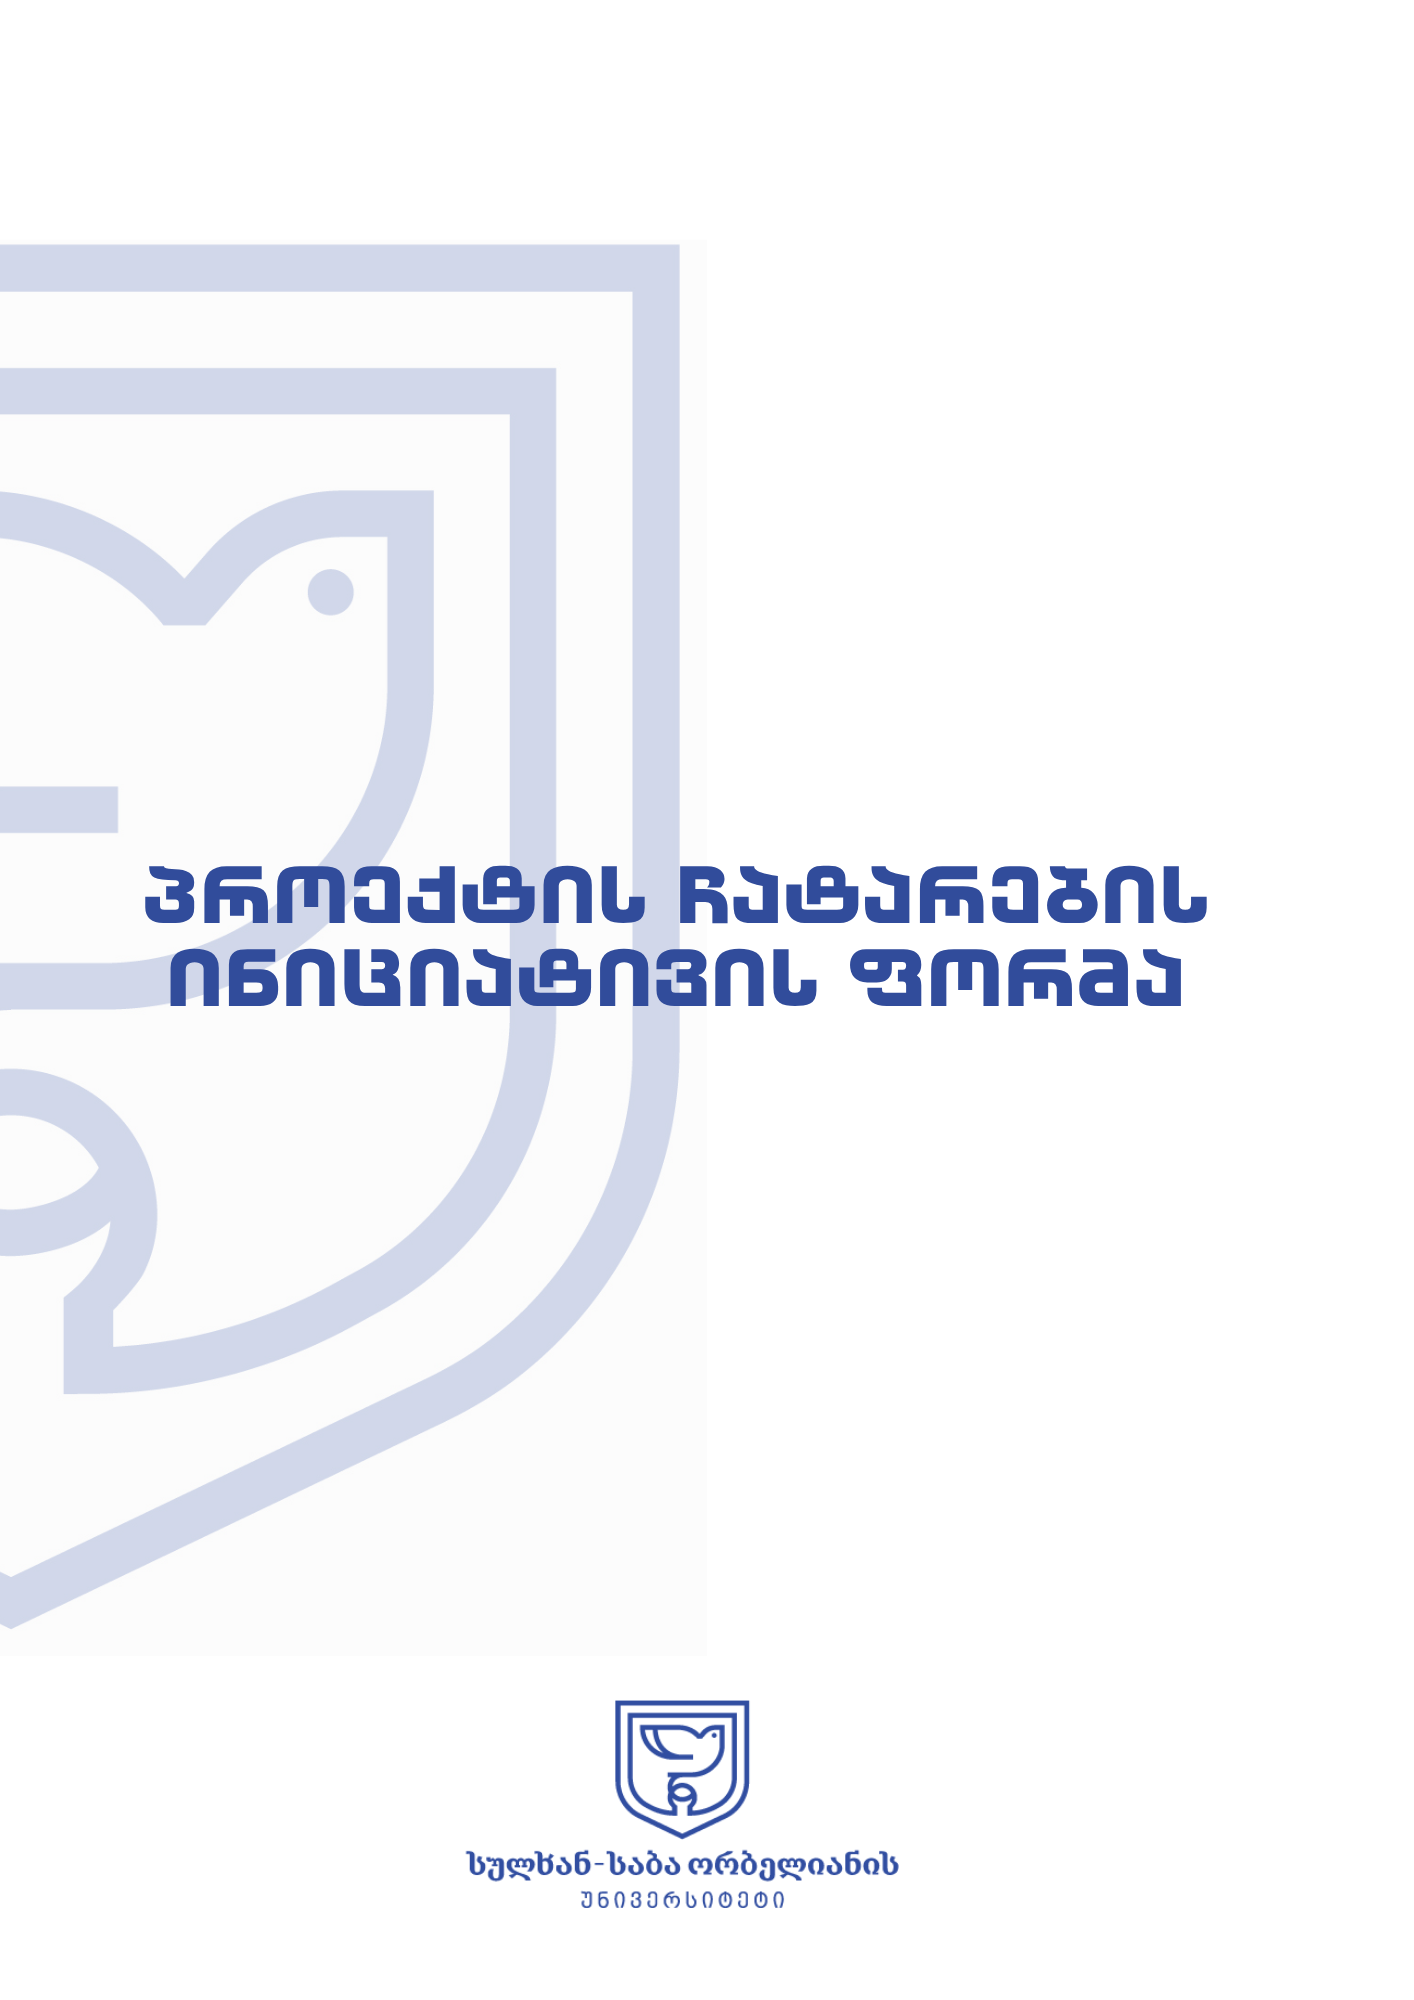 პროექტის ჩატარების
ინიციატივის ფორმა
სულხან-საბა ორბელიანის
უნივერსიტეტი